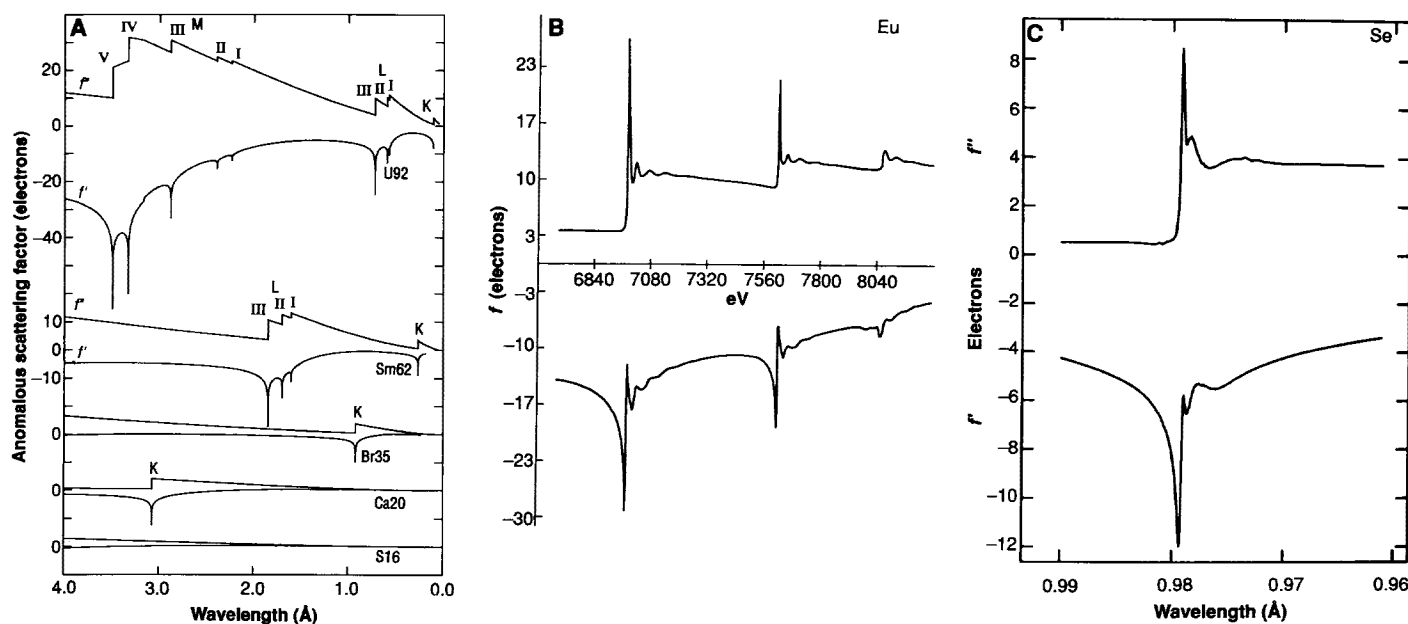 A
IV
III M
V
II
I
L
III II I
K
20
f"
0
-20
U92
f'
-40
f"
L
III II I
10
K
0
f'
Sm62
-10
K
0
Br35
K
0
Ca20
0
S16
4.0 3.0 2.0 1.0 0.0
Wavelength (Å)
Anomalous scattering factor (electrons)
B
Eu
23
17
10
3
6840 7080 7320 7560 7800 8040
eV
-3
-10
-17
-23
-30
f (electrons)
C
Se
8
6
4
2
0
-2
-4
-6
-8
-10
-12
f"
Electrons
f'
0.99 0.98 0.97 0.96
Wavelength (Å)